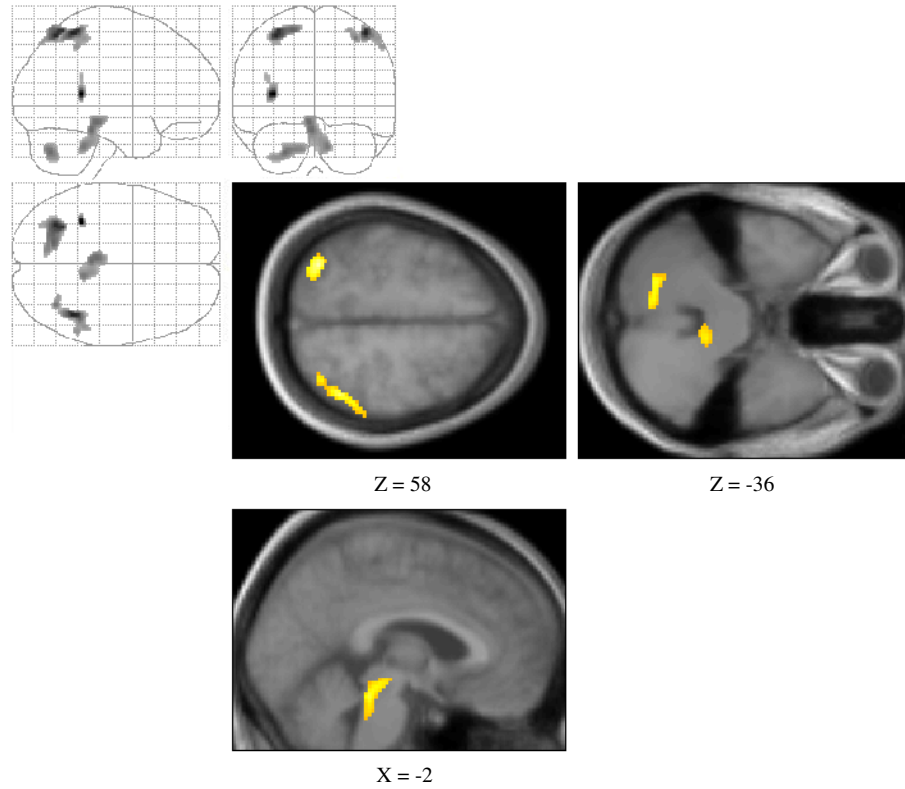 Z = 58
Z = -36
X = -2